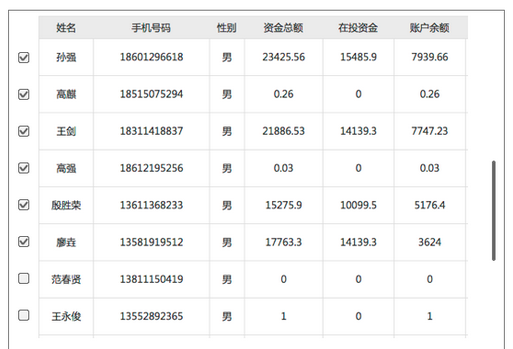 姓名 手机号码 性别 资金总额 在投资金 账户余额
孙强 18601296618 男 23425.56 15485.9 7939.66
高麒 18515075294 男 0.26 0 0.26
王剑 18311418837 男 21886.53 14139.3 7747.23
高强 18612195256 男 0.03 0 0.03
殷胜荣 13611368233 男 15275.9 10099.5 5176.4
廖垚 13581919512 男 17763.3 14139.3 3624
范春贤 13811150419 男 0 0 0
王永俊 13552892365 男 1 0 1